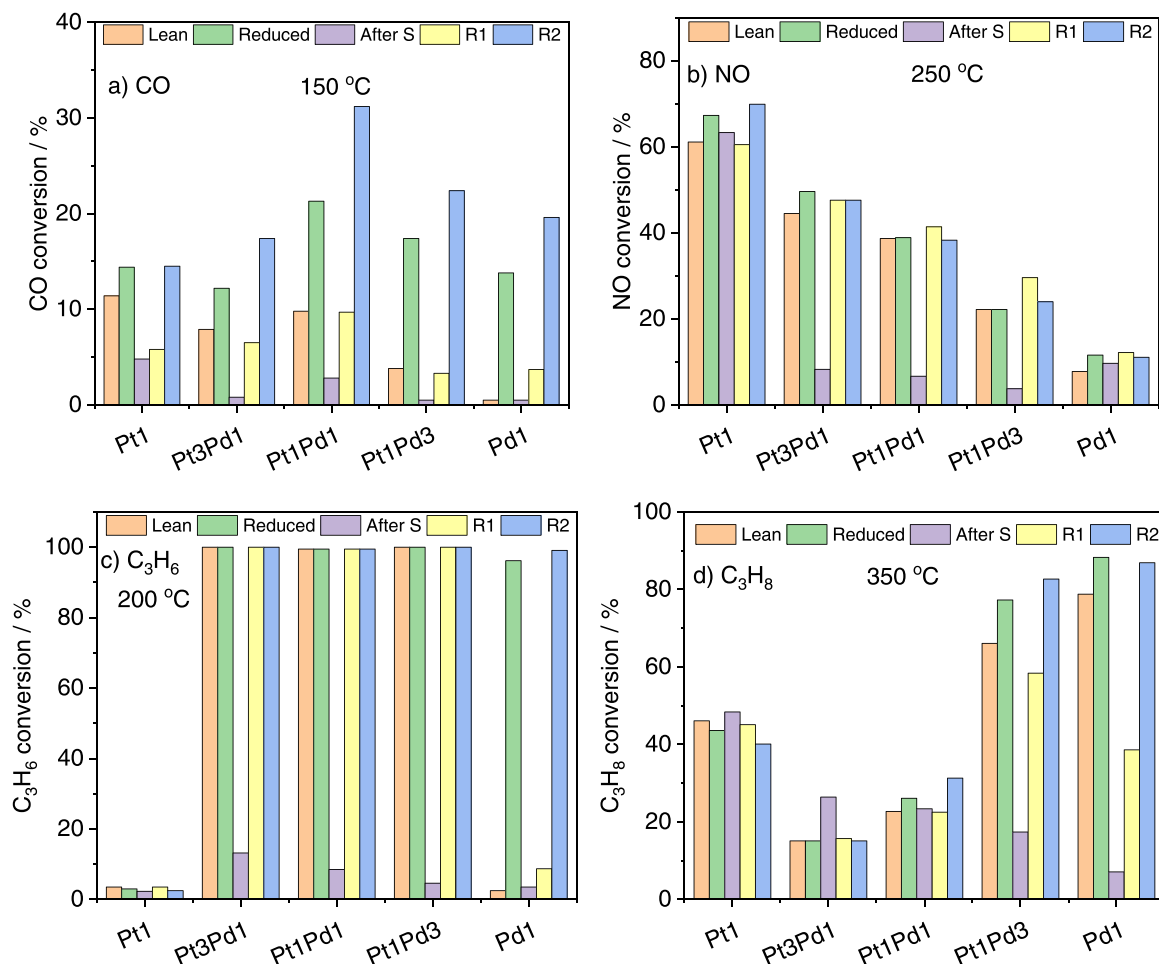 Lean Reduced After S R1 R2
a) CO 150 °C
CO conversion / %
40
30
20
10
0
Pt1 Pt3Pd1 Pt1Pd1 Pt1Pd3 Pd1
Lean Reduced After S R1 R2
b) NO 250 °C
NO conversion / %
80
60
40
20
0
Pt1 Pt3Pd1 Pt1Pd1 Pt1Pd3 Pd1
Lean Reduced After S R1 R2
c) C₃H₆
200 °C
C₃H₆ conversion / %
100
80
60
40
20
0
Pt1 Pt3Pd1 Pt1Pd1 Pt1Pd3 Pd1
Lean Reduced After S R1 R2
d) C₃H₈ 350 °C
C₃H₈ conversion / %
100
80
60
40
20
0
Pt1 Pt3Pd1 Pt1Pd1 Pt1Pd3 Pd1